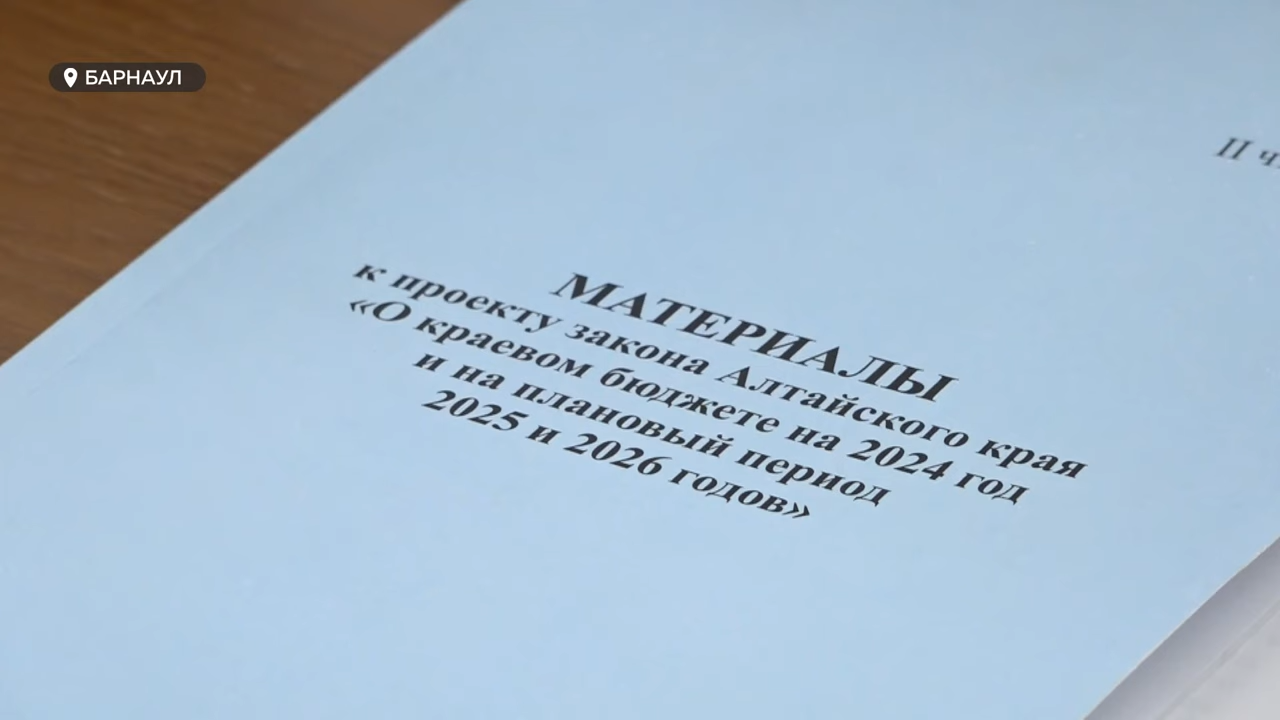 БАРНАУЛ
II
МАТЕРИАЛЫ
к проекту закона Алтайского края
«О краевом бюджете на 2024 год
и на плановый период
2025 и 2026 годов»